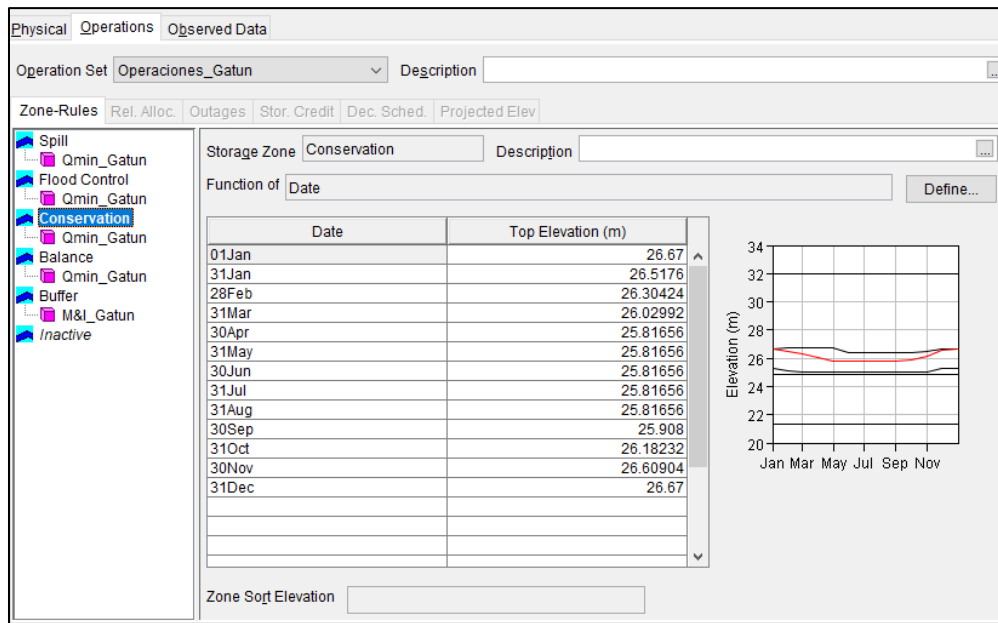 Physical Operations Observed Data
Operation Set Operaciones_Gatun Description ...
Zone-Rules Rel. Alloc. Outages Stor. Credit Dec. Sched. Projected Elev
Spill
Qmin_Gatun
Flood Control
Qmin_Gatun
Conservation
Qmin_Gatun
Balance
Qmin_Gatun
Buffer
M&I_Gatun
Inactive
Storage Zone Conservation Description ...
Function of Date Define...
Date Top Elevation (m)
01Jan 26.67
31Jan 26.5176
28Feb 26.30424
31Mar 26.02992
30Apr 25.81656
31May 25.81656
30Jun 25.81656
31Jul 25.81656
31Aug 25.81656
30Sep 25.908
31Oct 26.18232
30Nov 26.60904
31Dec 26.67
Elevation (m)
34
32
30
28
26
24
22
20
Jan Mar May Jul Sep Nov
Zone Sort Elevation